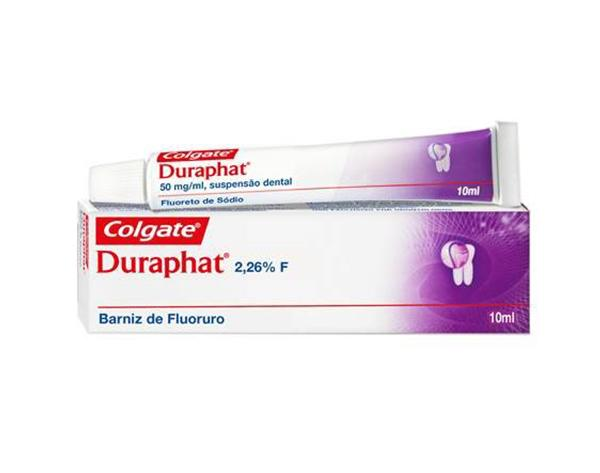 Colgate®
Duraphat®
50 mg/ml, suspensão dental
Fluoreto de Sódio
10ml
Colgate®
Duraphat® 2,26% F
Barniz de Fluoruro
10ml